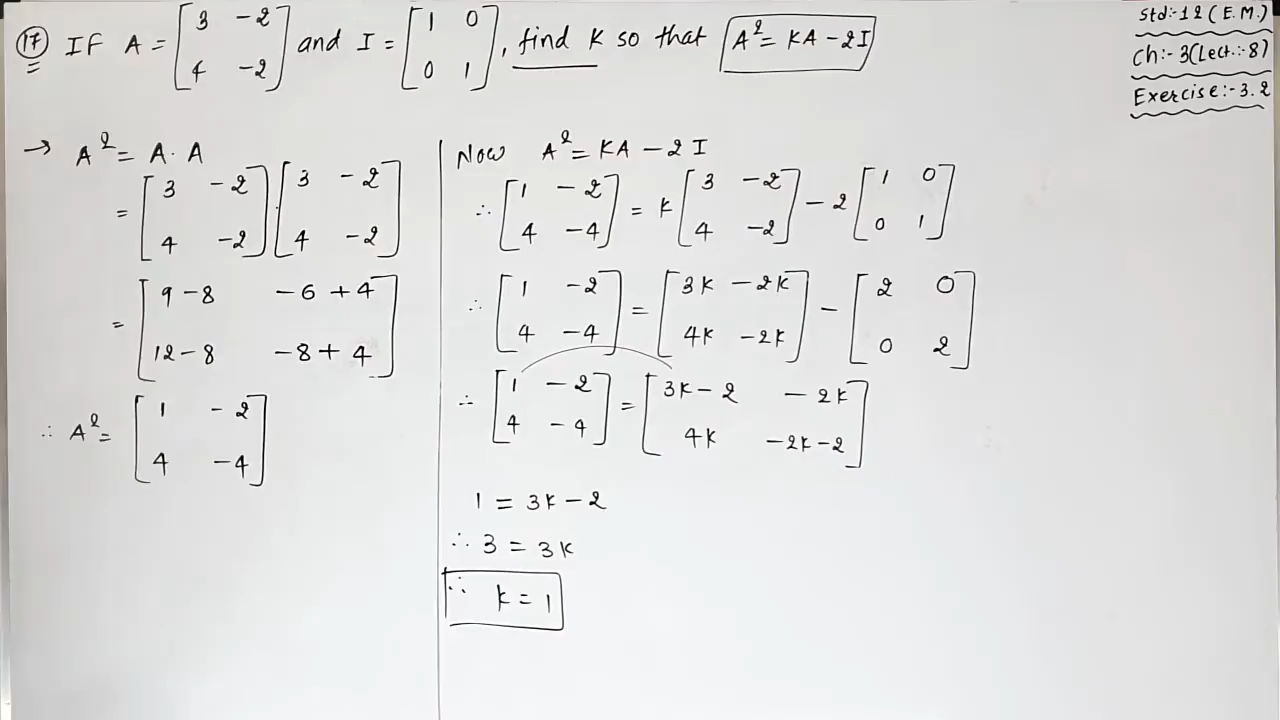 (17) IF A = [3 -2; 4 -2] and I = [1 0; 0 1], find K so that A² = KA - 2I
Std:- 12 (E.M.)
Ch:- 3 (Lect.:- 8)
Exercise:- 3.2
→ A² = A · A
= [3 -2; 4 -2] · [3 -2; 4 -2]
= [9 - 8 -6 + 4; 12 - 8 -8 + 4]
∴ A² = [1 -2; 4 -4]
Now A² = KA - 2I
∴ [1 -2; 4 -4] = K [3 -2; 4 -2] - 2 [1 0; 0 1]
∴ [1 -2; 4 -4] = [3K -2K; 4K -2K] - [2 0; 0 2]
∴ [1 -2; 4 -4] = [3K - 2 -2K; 4K -2K - 2]
1 = 3K - 2
∴ 3 = 3K
∴ K = 1